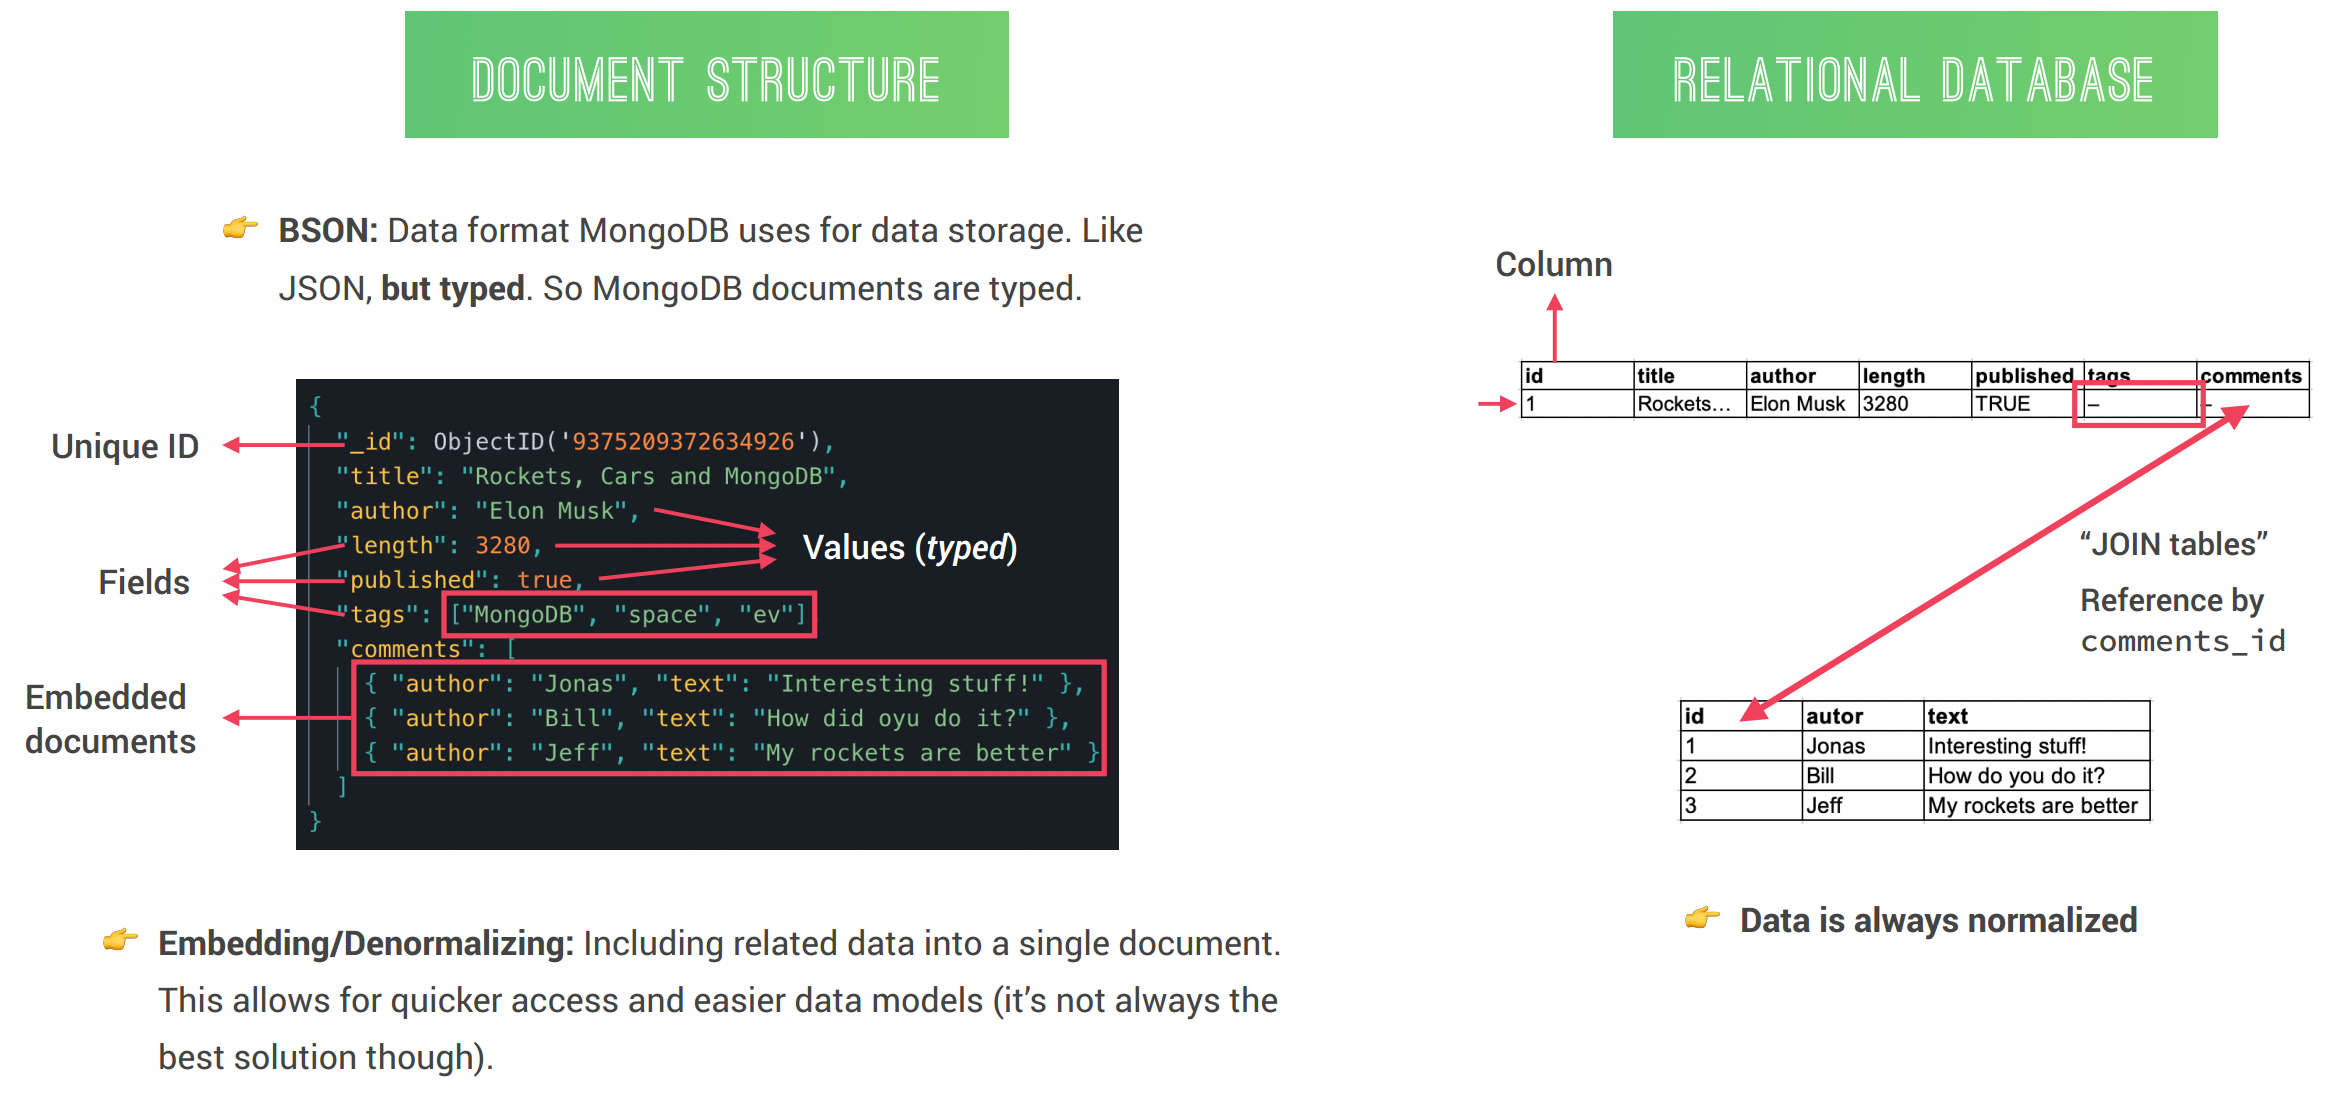 DOCUMENT STRUCTURE
BSON: Data format MongoDB uses for data storage. Like
JSON, but typed. So MongoDB documents are typed.
{
"_id": ObjectID('9375209372634926'),
"title": "Rockets, Cars and MongoDB",
"author": "Elon Musk",
"length": 3280,
"published": true,
"tags": ["MongoDB", "space", "ev"]
"comments": [
{ "author": "Jonas", "text": "Interesting stuff!" },
{ "author": "Bill", "text": "How did oyu do it?" },
{ "author": "Jeff", "text": "My rockets are better" }
]
}
Unique ID
Fields
Embedded
documents
Values (typed)
Embedding/Denormalizing: Including related data into a single document.
This allows for quicker access and easier data models (it’s not always the
best solution though).
RELATIONAL DATABASE
Column
id title author length published tags comments
1 Rockets... Elon Musk 3280 TRUE – –
“JOIN tables”
Reference by
comments_id
id autor text
1 Jonas Interesting stuff!
2 Bill How do you do it?
3 Jeff My rockets are better
Data is always normalized